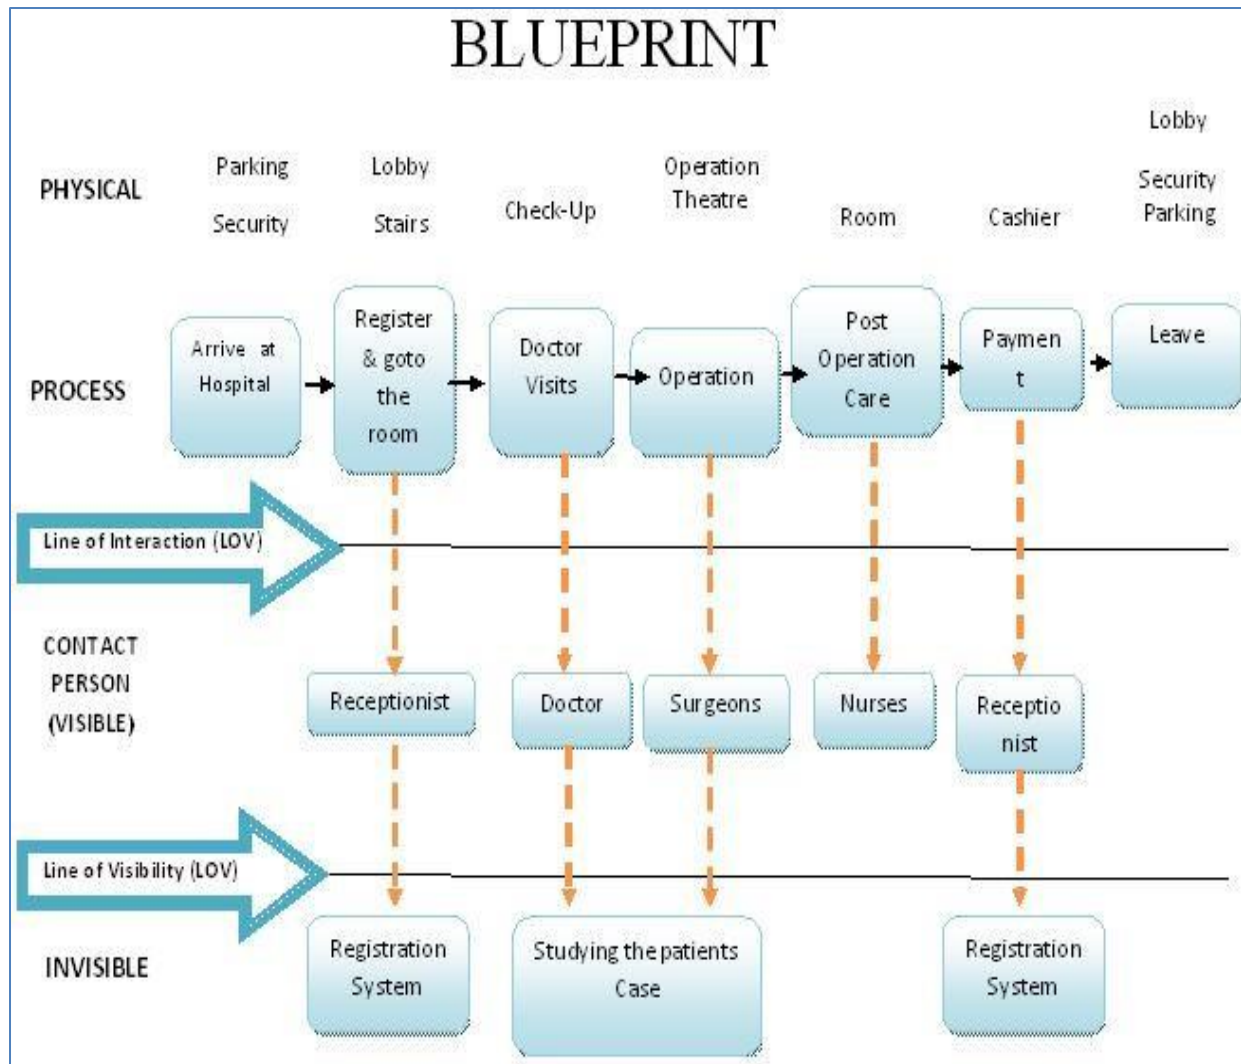 BLUEPRINT
PHYSICAL
Parking
Security
Lobby
Stairs
Check-Up
Operation
Theatre
Room
Cashier
Lobby
Security
Parking
PROCESS
Arrive at
Hospital
Register
& goto
the
room
Doctor
Visits
Operation
Post
Operation
Care
Paymen
t
Leave
Line of Interaction (LOV)
CONTACT
PERSON
(VISIBLE)
Receptionist
Doctor
Surgeons
Nurses
Receptio
nist
Line of Visibility (LOV)
INVISIBLE
Registration
System
Studying the patients
Case
Registration
System